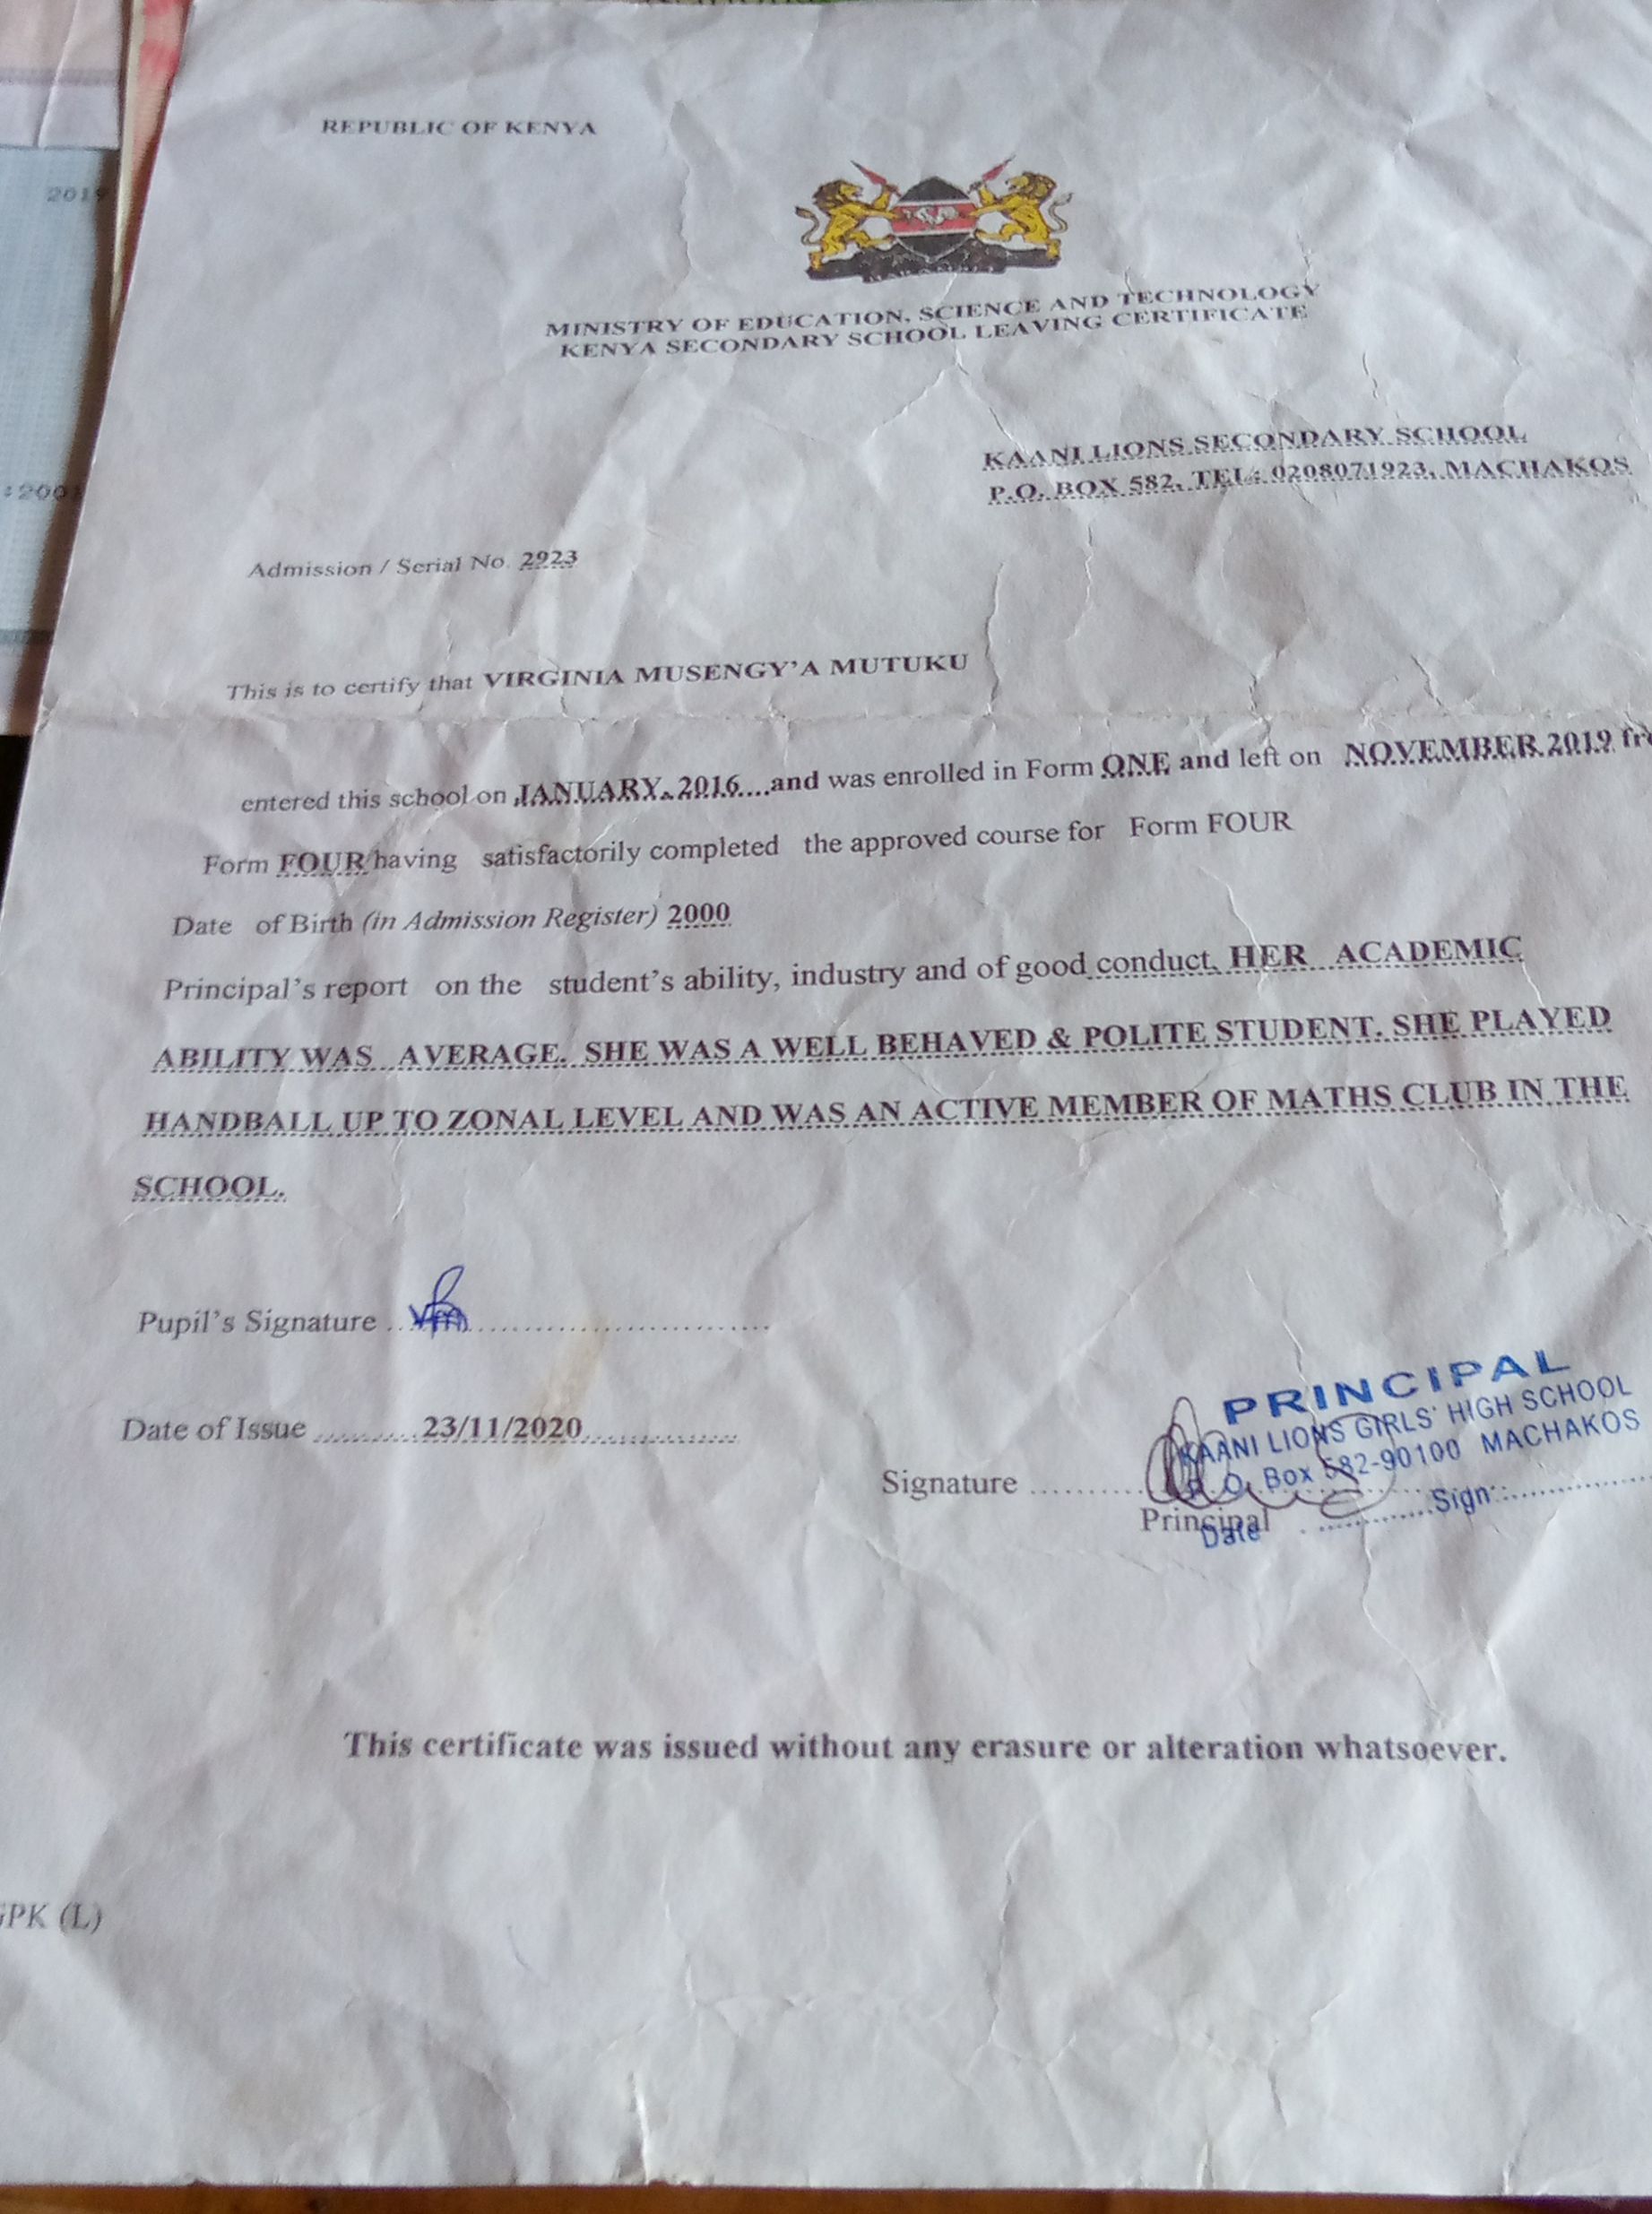 REPUBLIC OF KENYA
2019
MINISTRY OF EDUCATION, SCIENCE AND TECHNOLOGY
KENYA SECONDARY SCHOOL LEAVING CERTIFICATE
KAANI LIONS SECONDARY SCHOOL
P.O. BOX 582, TEL: 0208071923, MACHAKOS
:2001
Admission / Serial No. 2923
This is to certify that VIRGINIA MUSENGY'A MUTUKU
entered this school on JANUARY, 2016....and was enrolled in Form ONE and left on NOVEMBER 2019 fr
Form FOUR having satisfactorily completed the approved course for Form FOUR
Date of Birth (in Admission Register) 2000
Principal's report on the student's ability, industry and of good conduct. HER ACADEMIC
ABILITY WAS AVERAGE. SHE WAS A WELL BEHAVED & POLITE STUDENT. SHE PLAYED
HANDBALL UP TO ZONAL LEVEL AND WAS AN ACTIVE MEMBER OF MATHS CLUB IN THE
SCHOOL.
Pupil's Signature
Date of Issue 23/11/2020
PRINCIPAL
KAANI LIONS GIRLS' HIGH SCHOOL
P. O. Box 582-90100 MACHAKOS
Signature
Principal
Date Sign:
This certificate was issued without any erasure or alteration whatsoever.
GPK (L)